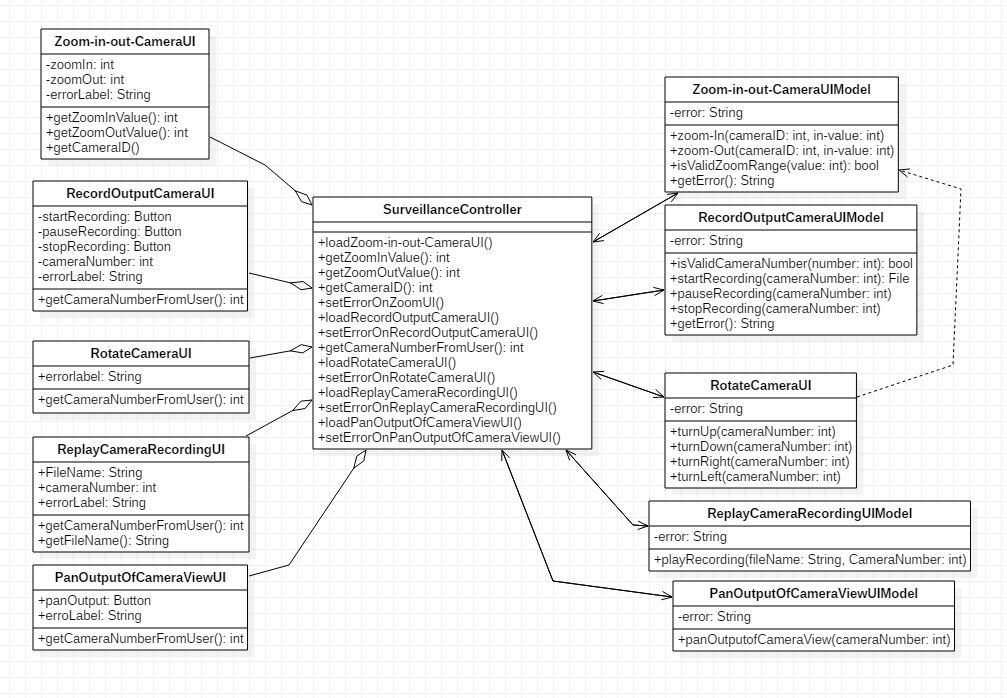 Zoom-in-out-CameraUI
-zoomIn: int
-zoomOut: int
-errorLabel: String
+getZoomInValue(): int
+getZoomOutValue(): int
+getCameraID()
RecordOutputCameraUI
-startRecording: Button
-pauseRecording: Button
-stopRecording: Button
-cameraNumber: int
-errorLabel: String
+getCameraNumberFromUser(): int
RotateCameraUI
+errorlabel: String
+getCameraNumberFromUser(): int
ReplayCameraRecordingUI
+FileName: String
+cameraNumber: int
+errorLabel: String
+getCameraNumberFromUser(): int
+getFileName(): String
PanOutputOfCameraViewUI
+panOutput: Button
+erroLabel: String
+getCameraNumberFromUser(): int
SurveillanceController
+loadZoom-in-out-CameraUI()
+getZoomInValue(): int
+getZoomOutValue(): int
+getCameraID(): int
+setErrorOnZoomUI()
+loadRecordOutputCameraUI()
+setErrorOnRecordOutputCameraUI()
+getCameraNumberFromUser(): int
+loadRotateCameraUI()
+setErrorOnRotateCameraUI()
+loadReplayCameraRecordingUI()
+setErrorOnReplayCameraRecordingUI()
+loadPanOutputOfCameraViewUI()
+setErrorOnPanOutputOfCameraViewUI()
Zoom-in-out-CameraUIModel
-error: String
+zoom-In(cameraID: int, in-value: int)
+zoom-Out(cameraID: int, in-value: int)
+isValidZoomRange(value: int): bool
+getError(): String
RecordOutputCameraUIModel
-error: String
+isValidCameraNumber(number: int): bool
+startRecording(cameraNumber: int): File
+pauseRecording(cameraNumber: int)
+stopRecording(cameraNumber: int)
+getError(): String
RotateCameraUI
-error: String
+turnUp(cameraNumber: int)
+turnDown(cameraNumber: int)
+turnRight(cameraNumber: int)
+turnLeft(cameraNumber: int)
ReplayCameraRecordingUIModel
-error: String
+playRecording(fileName: String, CameraNumber: int)
PanOutputOfCameraViewUIModel
-error: String
+panOutputofCameraView(cameraNumber: int)